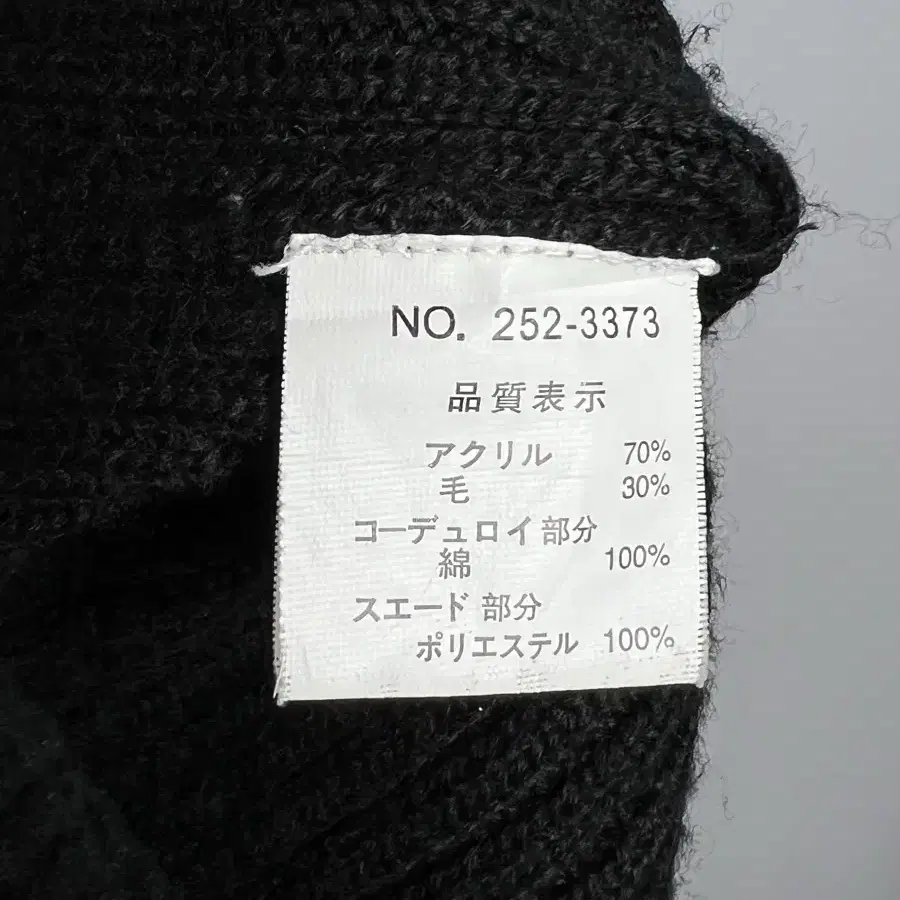 NO. 252-3373
品質表示
アクリル 70%
毛 30%
コーデュロイ部分
綿 100%
スエード部分
ポリエステル 100%